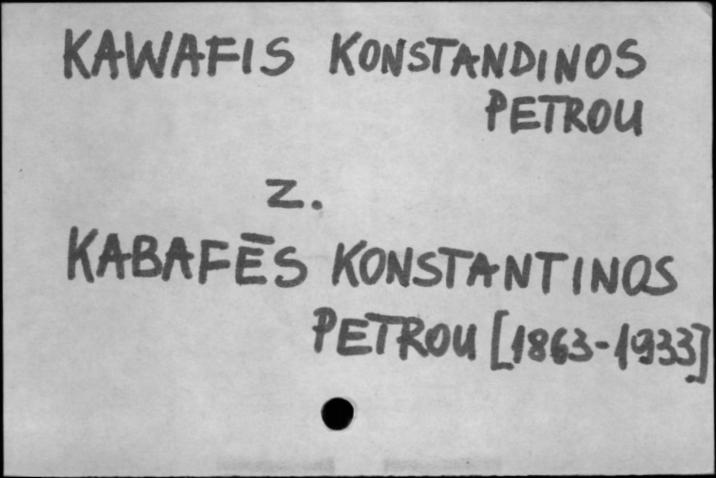 KAWAFIS KONSTANDINOS
PETROU
Z.
KABAFĒS KONSTANTINOS
PETROU [1863-1933]